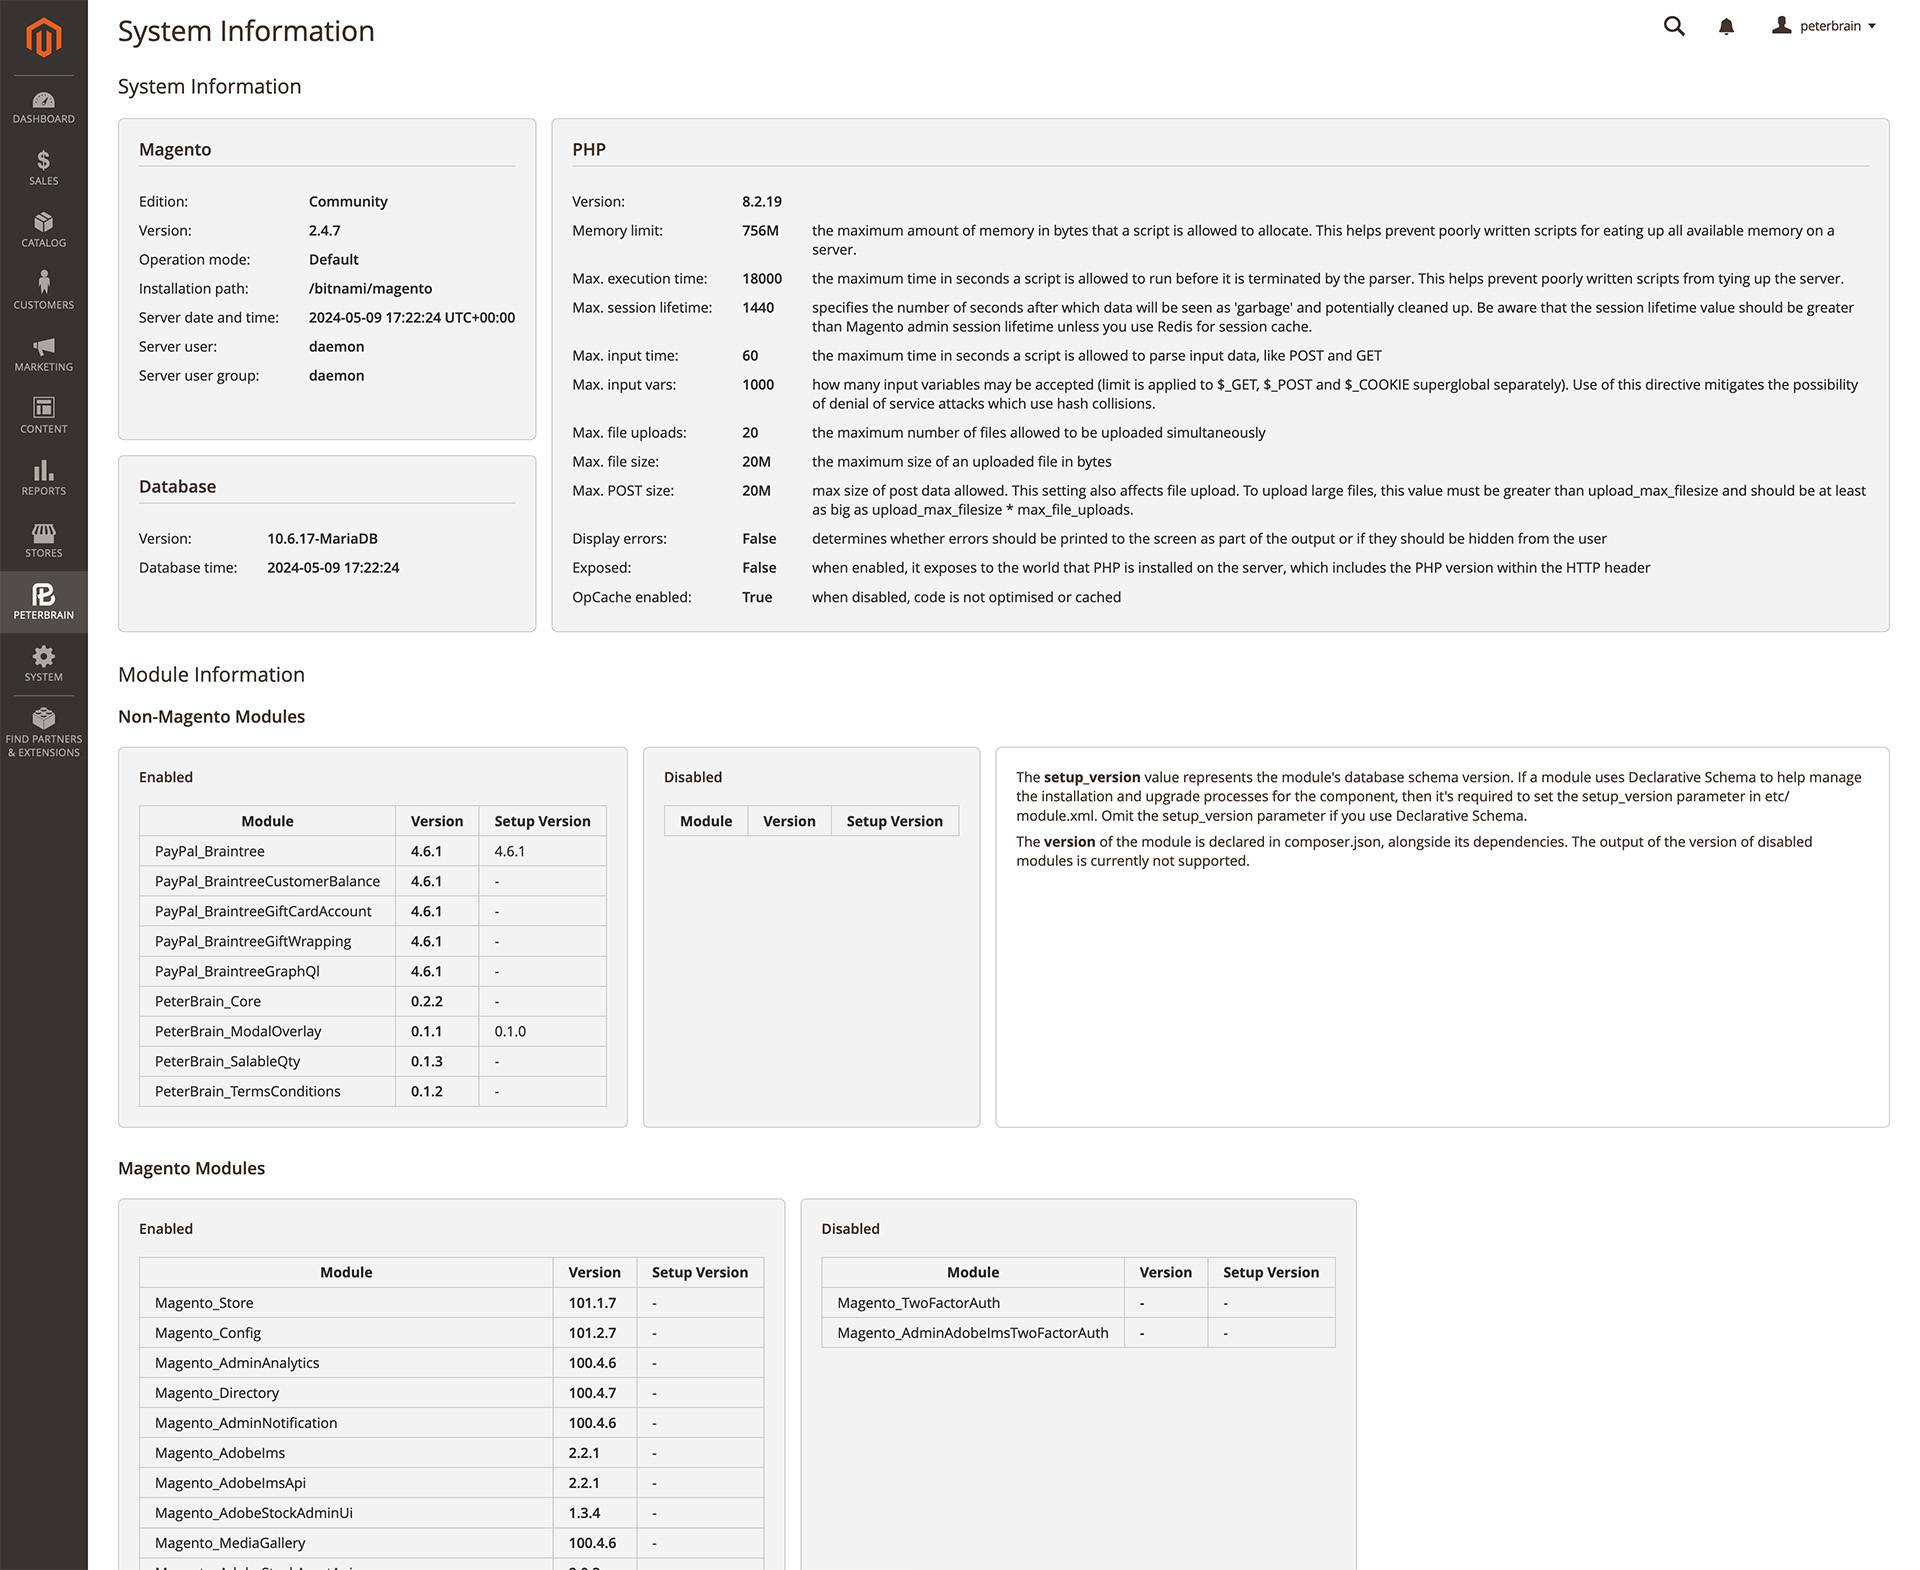 System Information
peterbrain
DASHBOARD
SALES
CATALOG
CUSTOMERS
MARKETING
CONTENT
REPORTS
STORES
PETERBRAIN
SYSTEM
FIND PARTNERS
& EXTENSIONS
System Information
Magento
Edition: Community
Version: 2.4.7
Operation mode: Default
Installation path: /bitnami/magento
Server date and time: 2024-05-09 17:22:24 UTC+00:00
Server user: daemon
Server user group: daemon
Database
Version: 10.6.17-MariaDB
Database time: 2024-05-09 17:22:24
PHP
Version: 8.2.19
Memory limit: 756M the maximum amount of memory in bytes that a script is allowed to allocate. This helps prevent poorly written scripts for eating up all available memory on a
server.
Max. execution time: 18000 the maximum time in seconds a script is allowed to run before it is terminated by the parser. This helps prevent poorly written scripts from tying up the server.
Max. session lifetime: 1440 specifies the number of seconds after which data will be seen as 'garbage' and potentially cleaned up. Be aware that the session lifetime value should be greater
than Magento admin session lifetime unless you use Redis for session cache.
Max. input time: 60 the maximum time in seconds a script is allowed to parse input data, like POST and GET
Max. input vars: 1000 how many input variables may be accepted (limit is applied to $_GET, $_POST and $_COOKIE superglobal separately). Use of this directive mitigates the possibility
of denial of service attacks which use hash collisions.
Max. file uploads: 20 the maximum number of files allowed to be uploaded simultaneously
Max. file size: 20M the maximum size of an uploaded file in bytes
Max. POST size: 20M max size of post data allowed. This setting also affects file upload. To upload large files, this value must be greater than upload_max_filesize and should be at least
as big as upload_max_filesize * max_file_uploads.
Display errors: False determines whether errors should be printed to the screen as part of the output or if they should be hidden from the user
Exposed: False when enabled, it exposes to the world that PHP is installed on the server, which includes the PHP version within the HTTP header
OpCache enabled: True when disabled, code is not optimised or cached
Module Information
Non-Magento Modules
Enabled
Module Version Setup Version
PayPal_Braintree 4.6.1 4.6.1
PayPal_BraintreeCustomerBalance 4.6.1 -
PayPal_BraintreeGiftCardAccount 4.6.1 -
PayPal_BraintreeGiftWrapping 4.6.1 -
PayPal_BraintreeGraphQl 4.6.1 -
PeterBrain_Core 0.2.2 -
PeterBrain_ModalOverlay 0.1.1 0.1.0
PeterBrain_SalableQty 0.1.3 -
PeterBrain_TermsConditions 0.1.2 -
Disabled
Module Version Setup Version
The setup_version value represents the module's database schema version. If a module uses Declarative Schema to help manage
the installation and upgrade processes for the component, then it's required to set the setup_version parameter in etc/
module.xml. Omit the setup_version parameter if you use Declarative Schema.
The version of the module is declared in composer.json, alongside its dependencies. The output of the version of disabled
modules is currently not supported.
Magento Modules
Enabled
Module Version Setup Version
Magento_Store 101.1.7 -
Magento_Config 101.2.7 -
Magento_AdminAnalytics 100.4.6 -
Magento_Directory 100.4.7 -
Magento_AdminNotification 100.4.6 -
Magento_AdobeIms 2.2.1 -
Magento_AdobeImsApi 2.2.1 -
Magento_AdobeStockAdminUi 1.3.4 -
Magento_MediaGallery 100.4.6 -
Disabled
Module Version Setup Version
Magento_TwoFactorAuth - -
Magento_AdminAdobeImsTwoFactorAuth - -